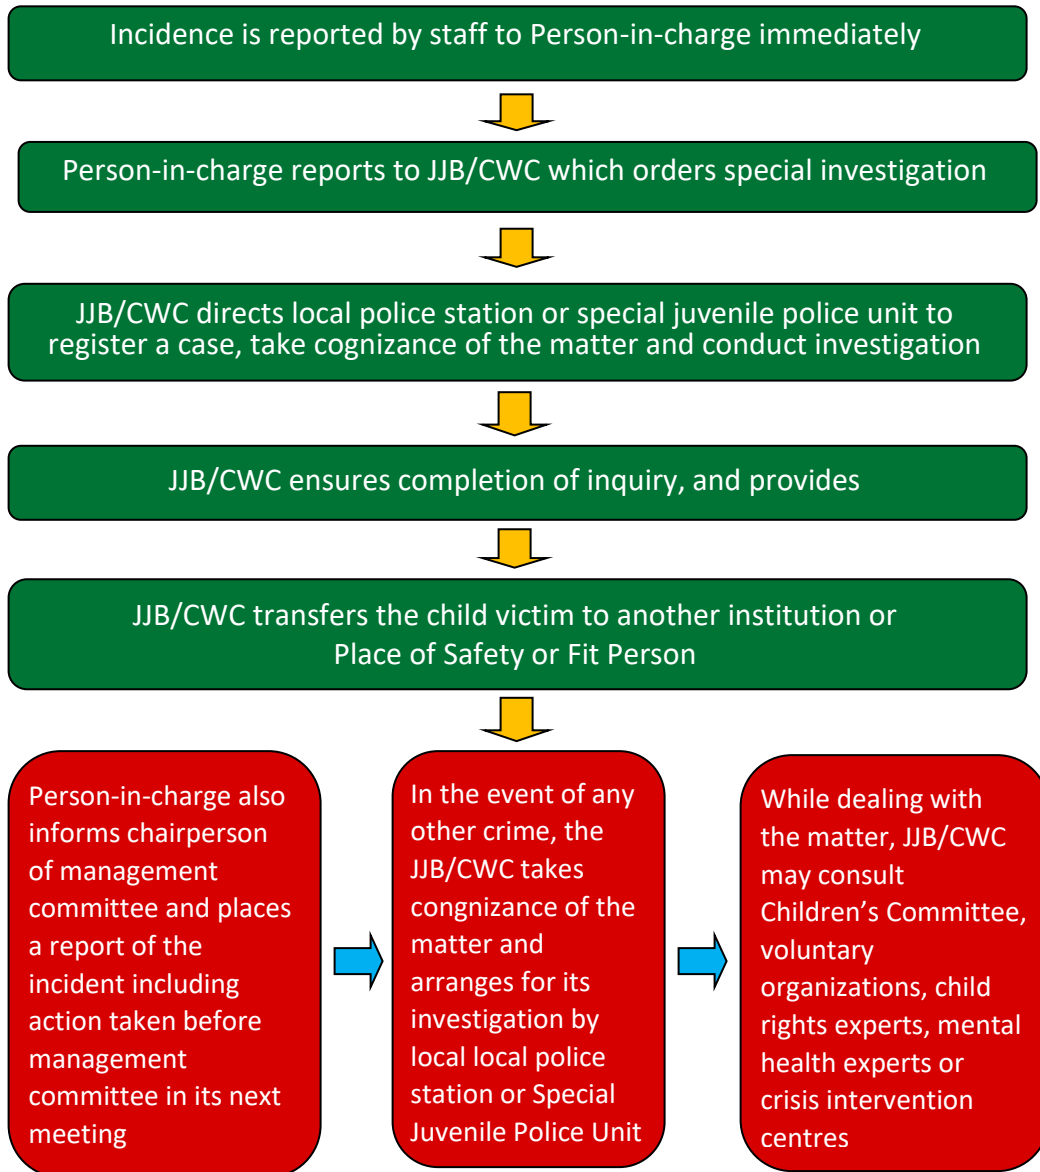 Incidence is reported by staff to Person-in-charge immediately
Person-in-charge reports to JJB/CWC which orders special investigation
JJB/CWC directs local police station or special juvenile police unit to
register a case, take cognizance of the matter and conduct investigation
JJB/CWC ensures completion of inquiry, and provides
JJB/CWC transfers the child victim to another institution or
Place of Safety or Fit Person
Person-in-charge also
informs chairperson
of management
committee and places
a report of the
incident including
action taken before
management
committee in its next
meeting
In the event of any
other crime, the
JJB/CWC takes
congnizance of the
matter and
arranges for its
investigation by
local local police
station or Special
Juvenile Police Unit
While dealing with
the matter, JJB/CWC
may consult
Children’s Committee,
voluntary
organizations, child
rights experts, mental
health experts or
crisis intervention
centres